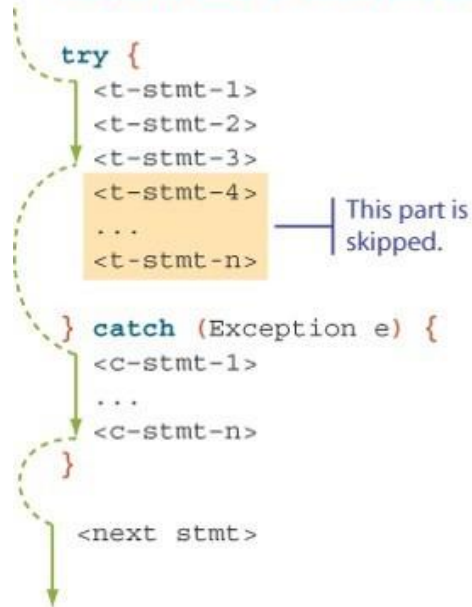 try {
<t-stmt-1>
<t-stmt-2>
<t-stmt-3>
<t-stmt-4>
...
<t-stmt-n>
This part is
skipped.
} catch (Exception e) {
<c-stmt-1>
...
<c-stmt-n>
}
<next stmt>